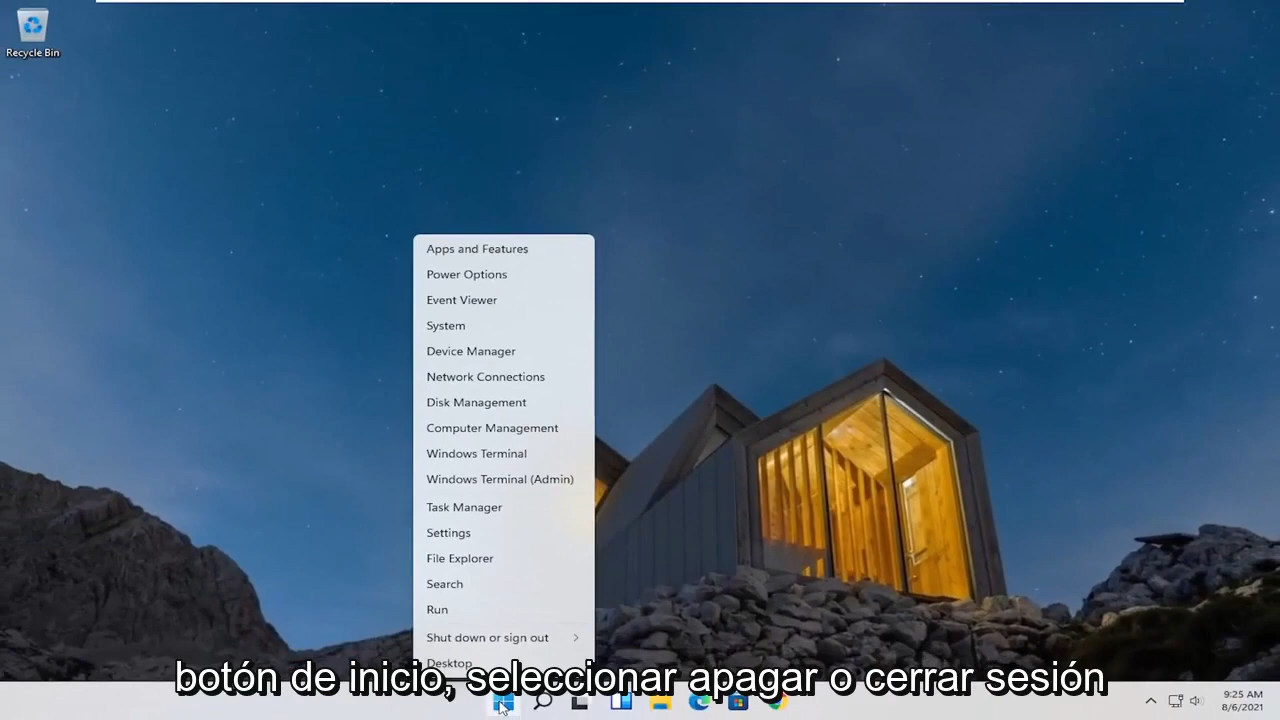 Recycle Bin
Apps and Features
Power Options
Event Viewer
System
Device Manager
Network Connections
Disk Management
Computer Management
Windows Terminal
Windows Terminal (Admin)
Task Manager
Settings
File Explorer
Search
Run
Shut down or sign out
Desktop
botón de inicio, seleccionar apagar o cerrar sesión
9:25 AM
8/6/2021